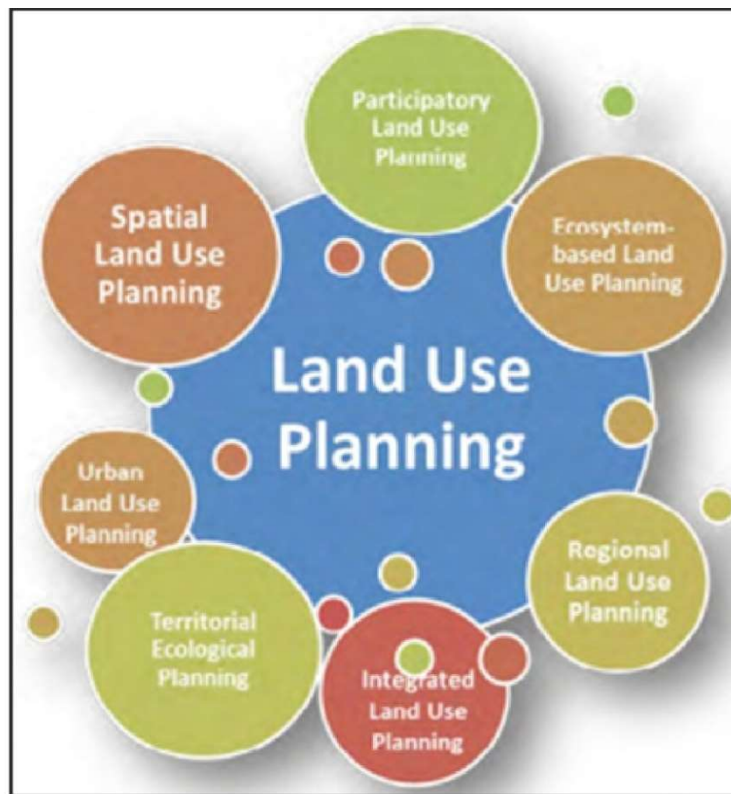 Participatory
Land Use
Planning
Spatial
Land Use
Planning
Ecosystem-
based Land
Use Planning
Land Use
Planning
Urban
Land Use
Planning
Regional
Land Use
Planning
Territorial
Ecological
Planning
Integrated
Land Use
Planning